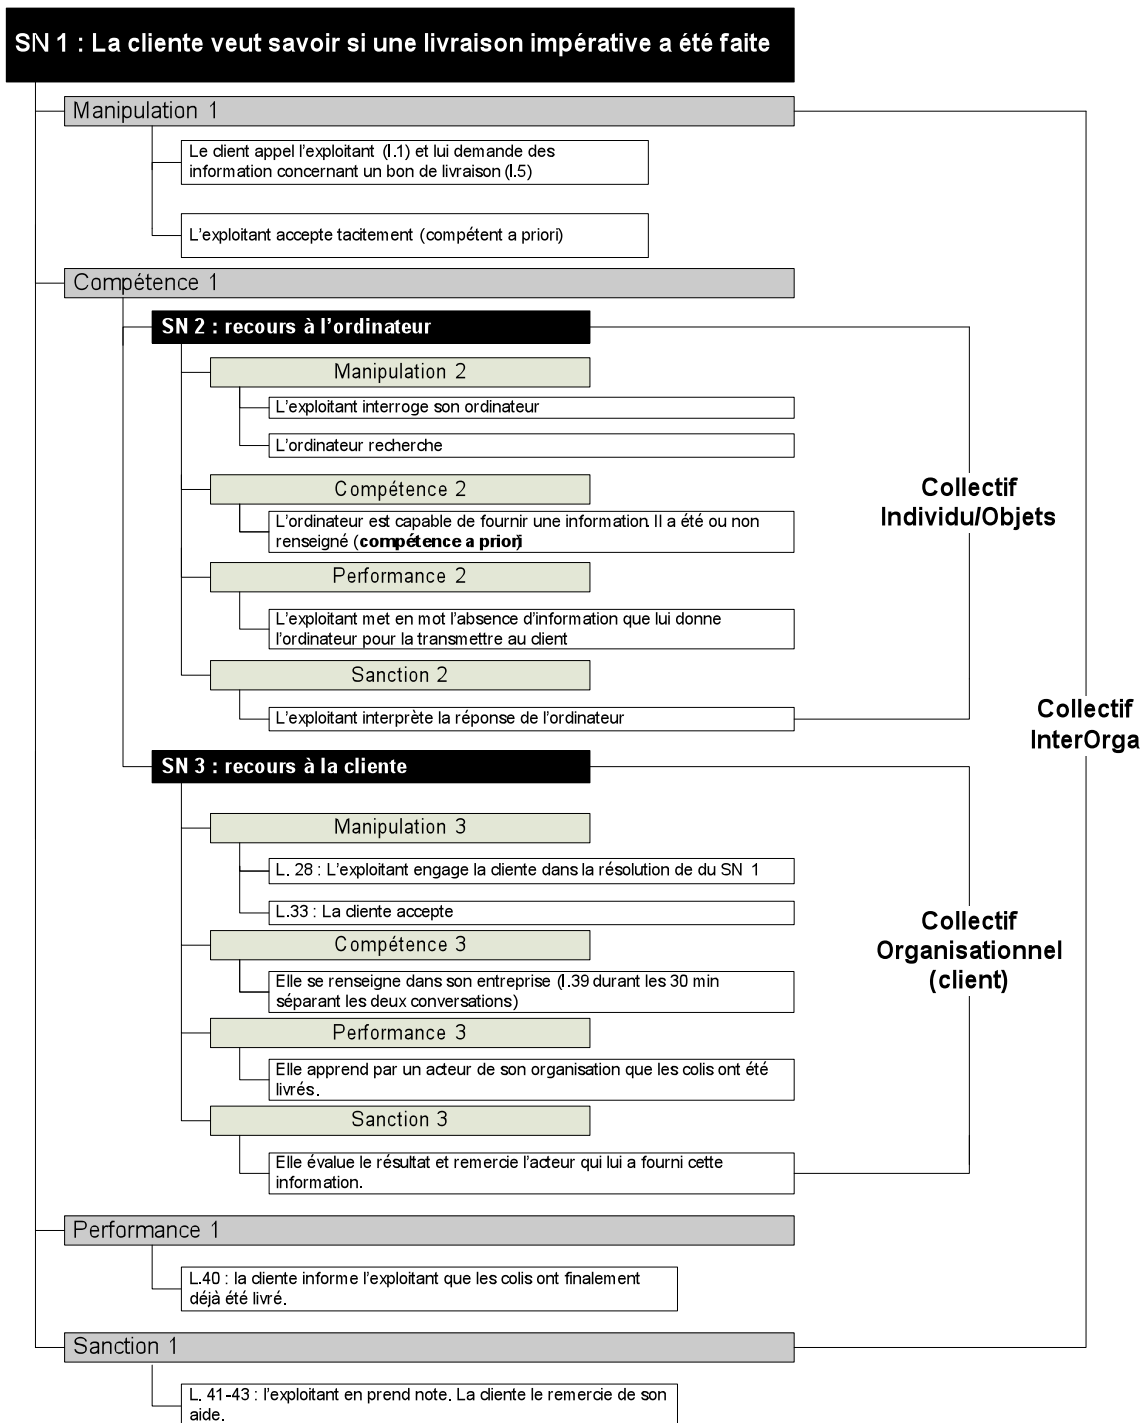 SN 1 : La cliente veut savoir si une livraison impérative a été faite
Manipulation 1
Le client appel l'exploitant (l.1) et lui demande des
information concernant un bon de livraison (l.5)
L'exploitant accepte tacitement (compétent a priori)
Compétence 1
SN 2 : recours à l'ordinateur
Manipulation 2
L'exploitant interroge son ordinateur
L'ordinateur recherche
Compétence 2
L'ordinateur est capable de fournir une information. Il a été ou non
renseigné (compétence a priori)
Performance 2
L'exploitant met en mot l'absence d'information que lui donne
l'ordinateur pour la transmettre au client
Sanction 2
L'exploitant interprète la réponse de l'ordinateur
Collectif
Individu/Objets
Collectif
InterOrga
SN 3 : recours à la cliente
Manipulation 3
L. 28 : L'exploitant engage la cliente dans la résolution de du SN 1
L.33 : La cliente accepte
Compétence 3
Elle se renseigne dans son entreprise (l.39 durant les 30 min
séparant les deux conversations)
Performance 3
Elle apprend par un acteur de son organisation que les colis ont été
livrés.
Sanction 3
Elle évalue le résultat et remercie l'acteur qui lui a fourni cette
information.
Collectif
Organisationnel
(client)
Performance 1
L.40 : la cliente informe l'exploitant que les colis ont finalement
déjà été livré.
Sanction 1
L. 41-43 : l'exploitant en prend note. La cliente le remercie de son
aide.